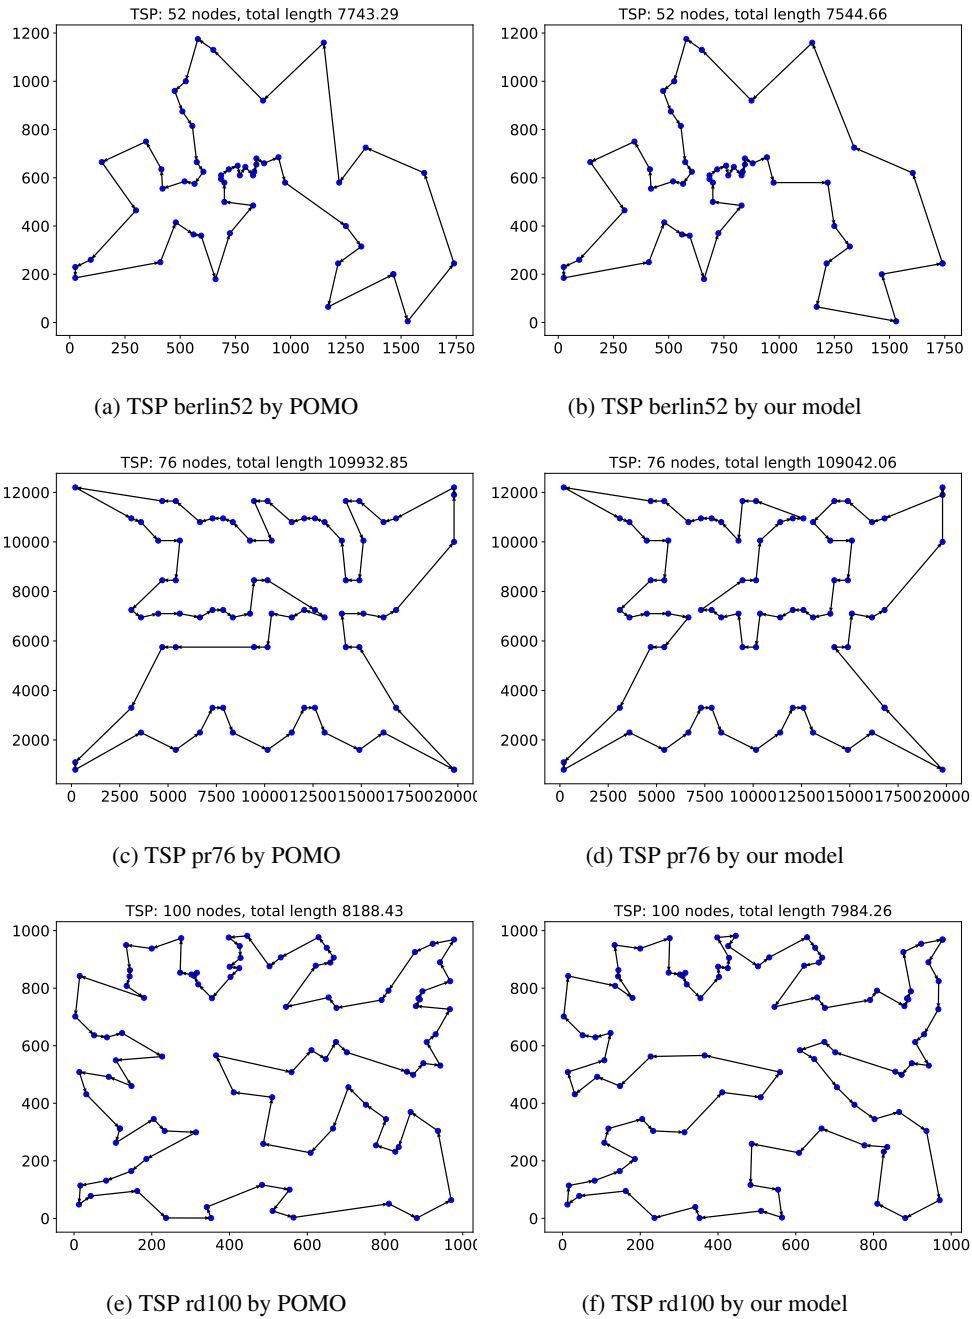 TSP: 52 nodes, total length 7743.29
TSP: 52 nodes, total length 7544.66
1200
1000
800
600
400
200
0
0 250 500 750 1000 1250 1500 1750
1200
1000
800
600
400
200
0
0 250 500 750 1000 1250 1500 1750
(a) TSP berlin52 by POMO
(b) TSP berlin52 by our model
TSP: 76 nodes, total length 109932.85
TSP: 76 nodes, total length 109042.06
12000
10000
8000
6000
4000
2000
0 2500 5000 7500 10000 12500 15000 17500 20000
12000
10000
8000
6000
4000
2000
0 2500 5000 7500 10000 12500 15000 17500 20000
(c) TSP pr76 by POMO
(d) TSP pr76 by our model
TSP: 100 nodes, total length 8188.43
TSP: 100 nodes, total length 7984.26
1000
800
600
400
200
0
0 200 400 600 800 1000
1000
800
600
400
200
0
0 200 400 600 800 1000
(e) TSP rd100 by POMO
(f) TSP rd100 by our model